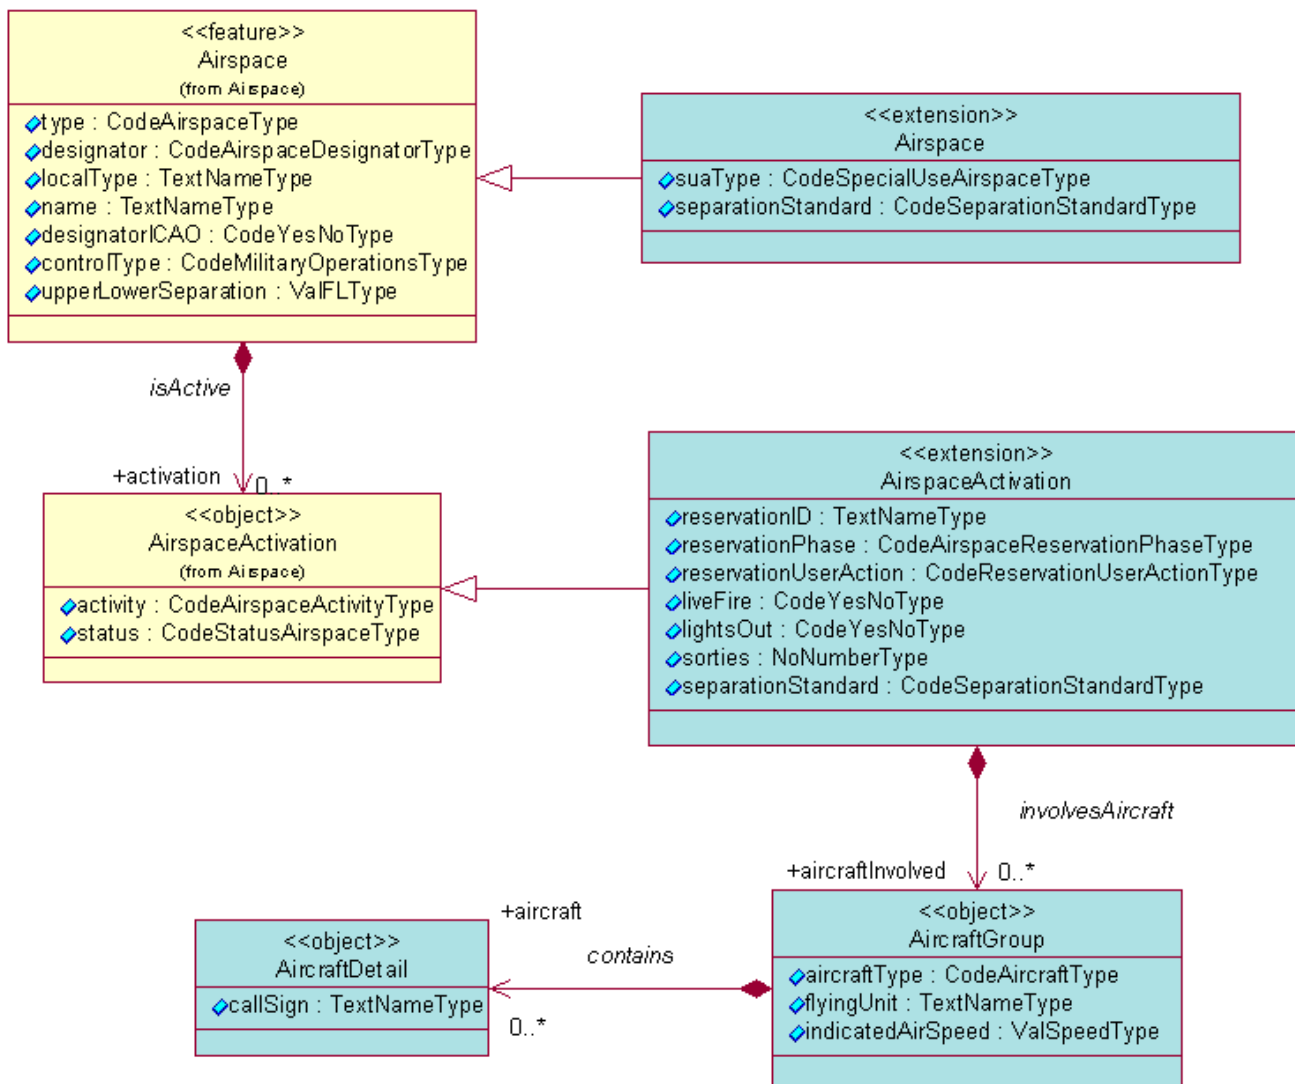 <<feature>>
Airspace
(from Airspace)
type : CodeAirspaceType
designator : CodeAirspaceDesignatorType
localType : TextNameType
name : TextNameType
designatorICAO : CodeYesNoType
controlType : CodeMilitaryOperationsType
upperLowerSeparation : ValFLType
<<extension>>
Airspace
suaType : CodeSpecialUseAirspaceType
separationStandard : CodeSeparationStandardType
isActive
+activation
0..*
<<object>>
AirspaceActivation
(from Airspace)
activity : CodeAirspaceActivityType
status : CodeStatusAirspaceType
<<extension>>
AirspaceActivation
reservationID : TextNameType
reservationPhase : CodeAirspaceReservationPhaseType
reservationUserAction : CodeReservationUserActionType
liveFire : CodeYesNoType
lightsOut : CodeYesNoType
sorties : NoNumberType
separationStandard : CodeSeparationStandardType
involvesAircraft
+aircraftInvolved
0..*
<<object>>
AircraftGroup
aircraftType : CodeAircraftType
flyingUnit : TextNameType
indicatedAirSpeed : ValSpeedType
+aircraft
contains
0..*
<<object>>
AircraftDetail
callSign : TextNameType